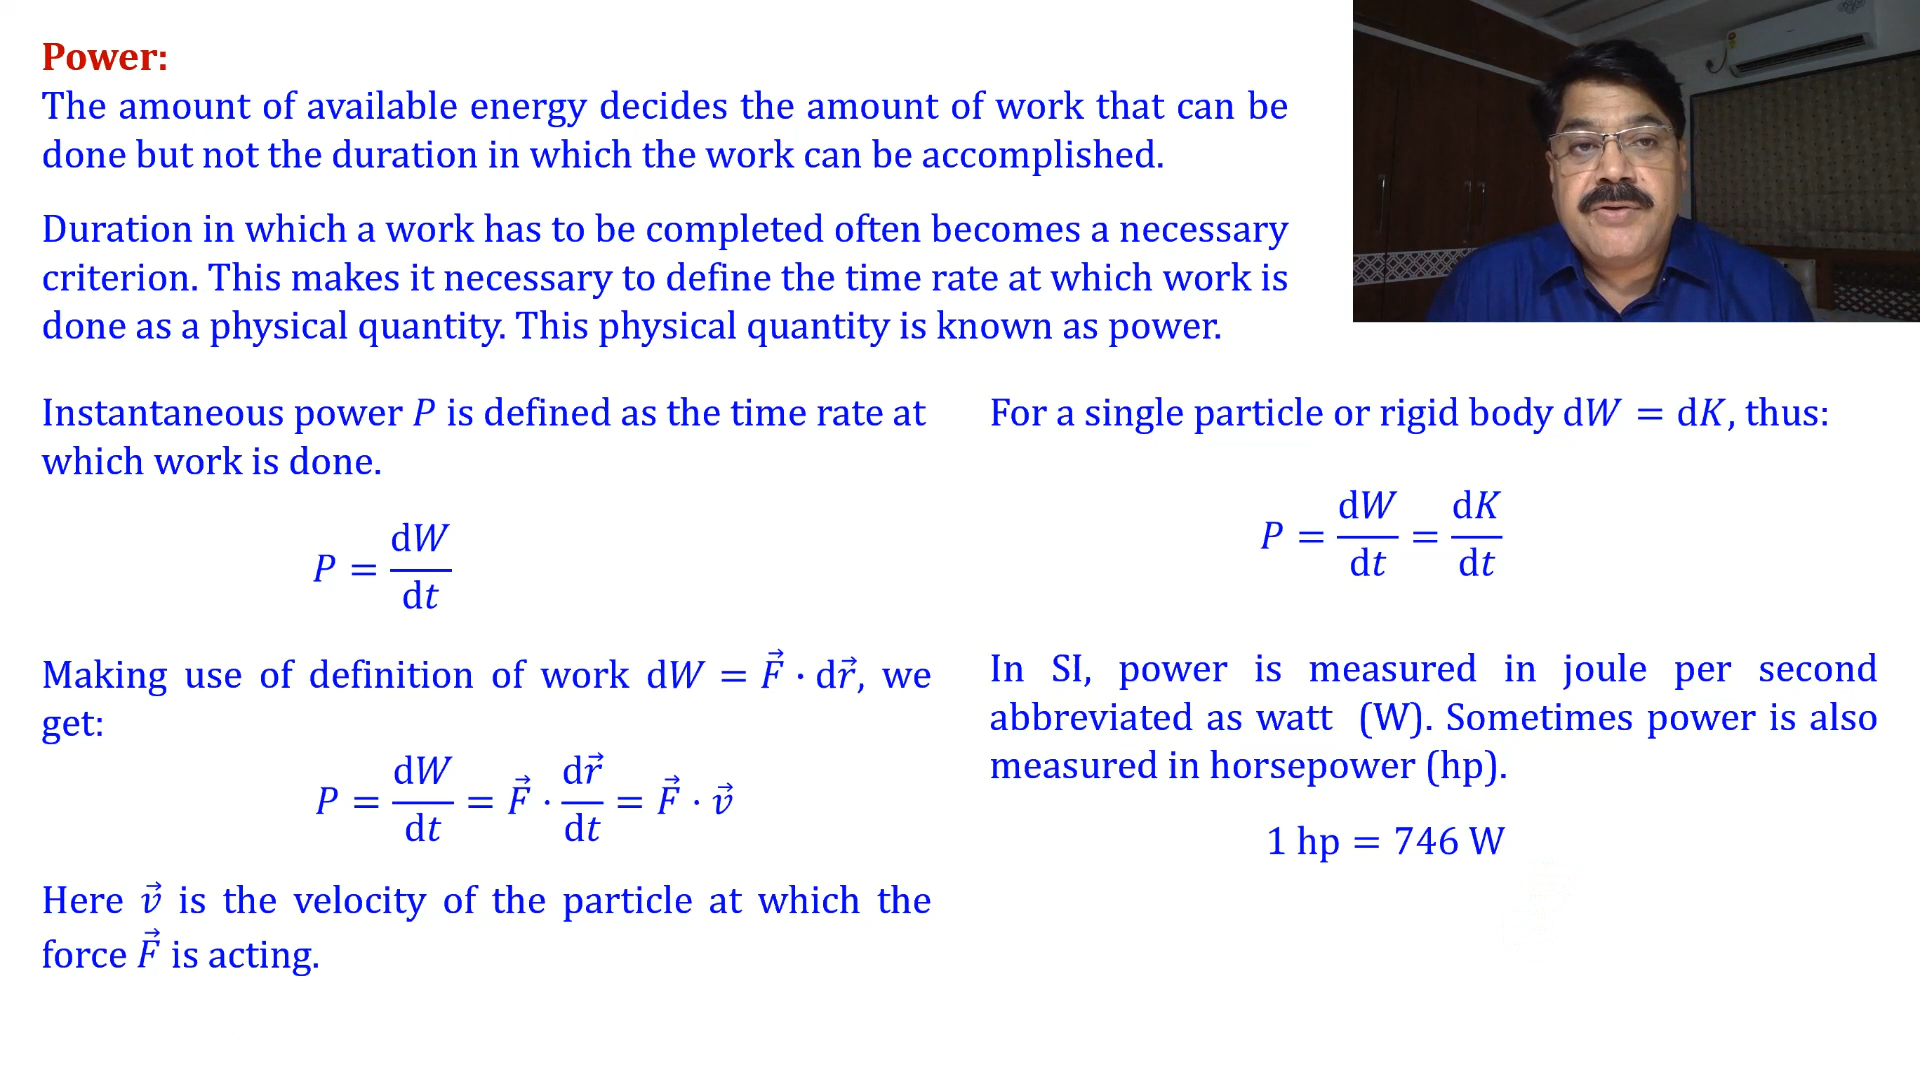 Power:
The amount of available energy decides the amount of work that can be
done but not the duration in which the work can be accomplished.
Duration in which a work has to be completed often becomes a necessary
criterion. This makes it necessary to define the time rate at which work is
done as a physical quantity. This physical quantity is known as power.
Instantaneous power P is defined as the time rate at
which work is done.
P = dW/dt
Making use of definition of work dW = F⃗ · dr⃗, we
get:
P = dW/dt = F⃗ · dr⃗/dt = F⃗ · v⃗
Here v⃗ is the velocity of the particle at which the
force F⃗ is acting.
For a single particle or rigid body dW = dK, thus:
P = dW/dt = dK/dt
In SI, power is measured in joule per second
abbreviated as watt (W). Sometimes power is also
measured in horsepower (hp).
1 hp = 746 W